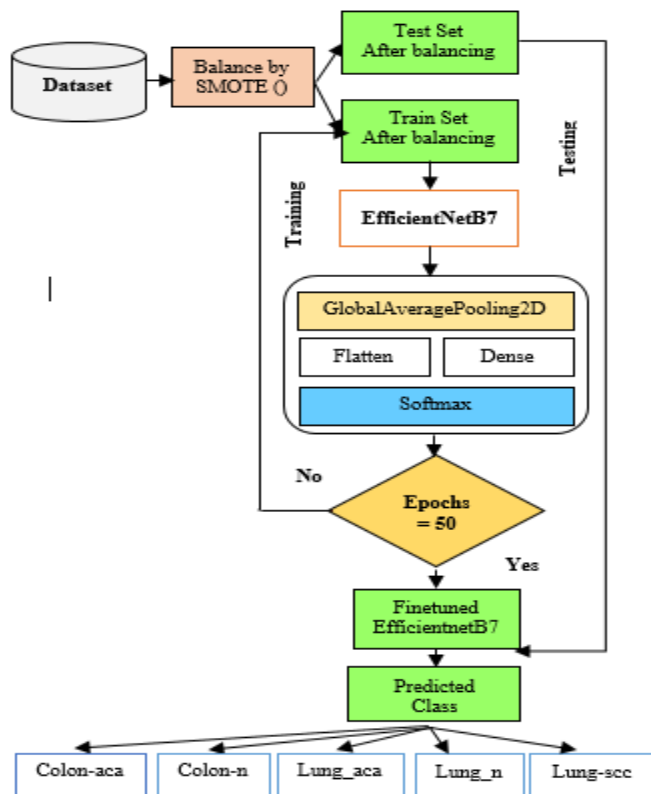 Test Set
After balancing
Balance by
SMOTE ()
Dataset
Train Set
After balancing
Testing
Training
EfficientNetB7
GlobalAveragePooling2D
Flatten
Dense
Softmax
No
Epochs
= 50
Yes
Finetuned
EfficientnetB7
Predicted
Class
Colon-aca
Colon-n
Lung_aca
Lung_n
Lung-scc